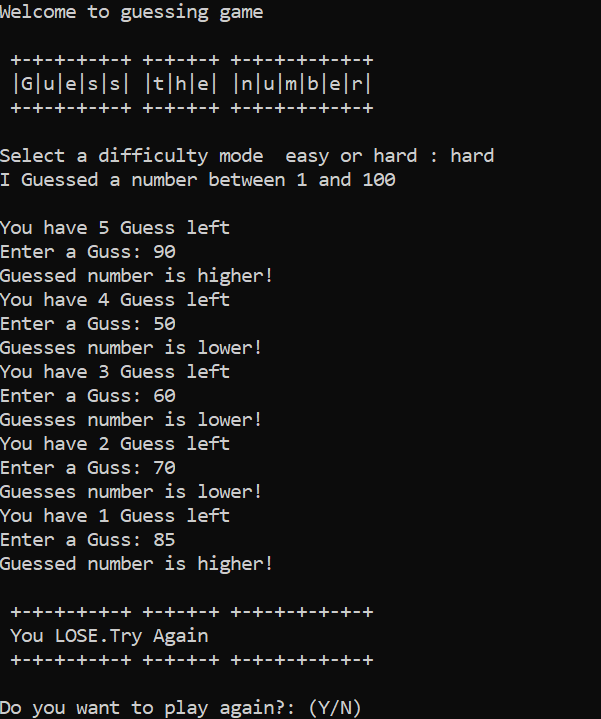 Welcome to guessing game
+-+-+-+-+-+ +-+-+-+ +-+-+-+-+-+-+
|G|u|e|s|s| |t|h|e| |n|u|m|b|e|r|
+-+-+-+-+-+ +-+-+-+ +-+-+-+-+-+-+
Select a difficulty mode  easy or hard : hard
I Guessed a number between 1 and 100
You have 5 Guess left
Enter a Guss: 90
Guessed number is higher!
You have 4 Guess left
Enter a Guss: 50
Guesses number is lower!
You have 3 Guess left
Enter a Guss: 60
Guesses number is lower!
You have 2 Guess left
Enter a Guss: 70
Guesses number is lower!
You have 1 Guess left
Enter a Guss: 85
Guessed number is higher!
+-+-+-+-+-+ +-+-+-+ +-+-+-+-+-+-+
You LOSE.Try Again
+-+-+-+-+-+ +-+-+-+ +-+-+-+-+-+-+
Do you want to play again?: (Y/N)